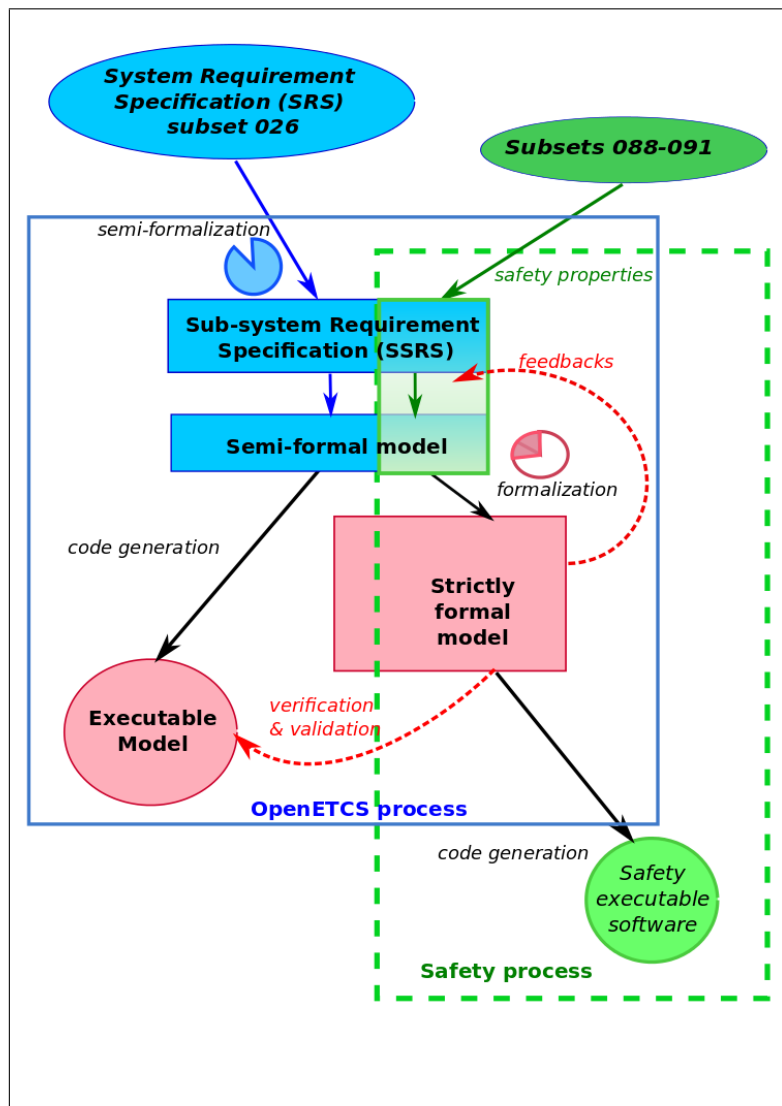 System Requirement
Specification (SRS)
subset 026
Subsets 088-091
semi-formalization
safety properties
Sub-system Requirement
Specification (SSRS)
feedbacks
Semi-formal model
formalization
code generation
Strictly
formal
model
verification
& validation
Executable
Model
OpenETCS process
code generation
Safety
executable
software
Safety process